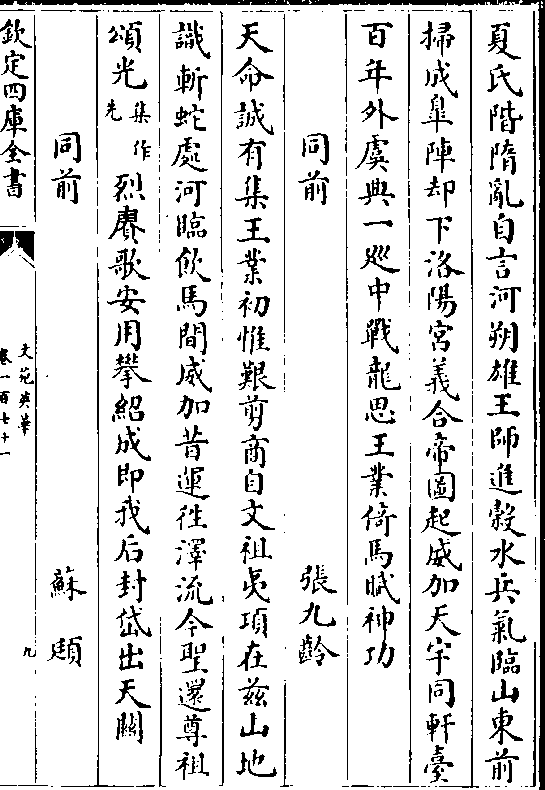 夏氏階隋亂自言河朔雄王師進穀水兵氣臨山東前
掃成臯陣却下洛陽宮義合帝圖起威加天宇同軒臺
百年外虞典一廵中戰龍思王業倚馬賦神功
同前 張九齡
天命誠有集王業初惟艱剪商自文祖夷項在兹山地
識斬蛇處河臨飲馬間威加昔運徃澤流今聖還尊祖
頌光集作先烈賡歌安用攀紹成即我后封岱出天關
同前 蘇頲
欽定四庫全書
文苑英華
卷一百七十一
九